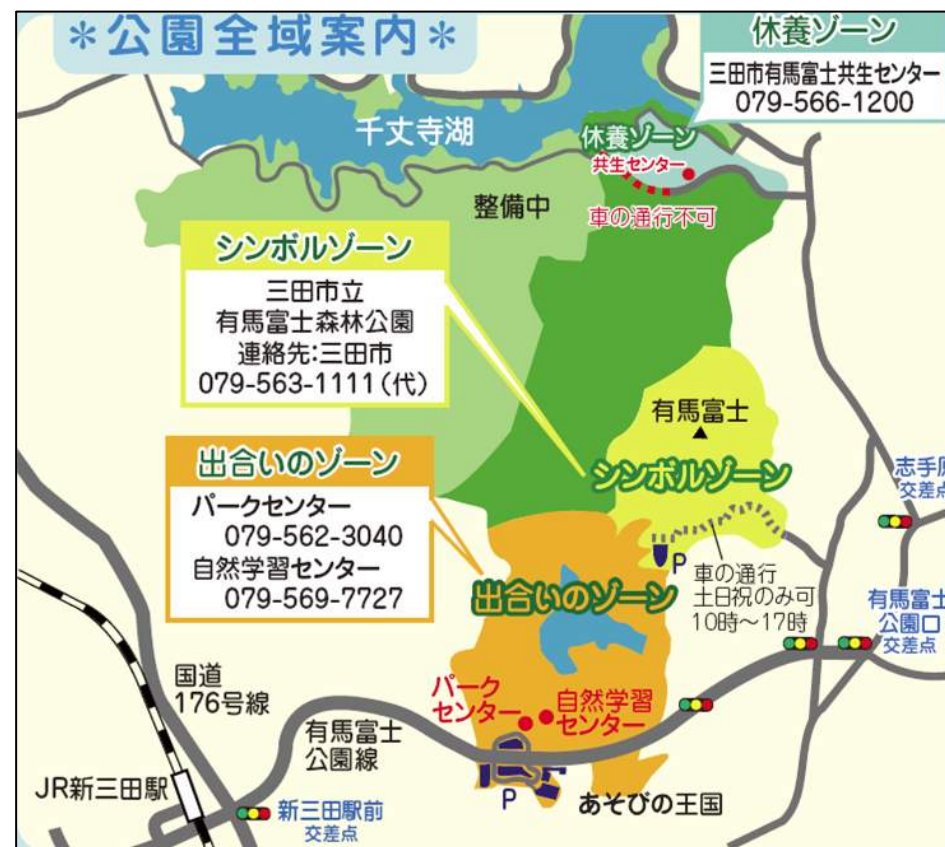 ＊公園全域案内＊
休養ゾーン
三田市有馬富士共生センター
079-566-1200
千丈寺湖
休養ゾーン
共生センター
整備中
車の通行不可
シンボルゾーン
三田市立
有馬富士森林公園
連絡先:三田市
079-563-1111(代)
有馬富士
シンボルゾーン
出合いのゾーン
パークセンター
079-562-3040
自然学習センター
079-569-7727
志手原
交差点
P
車の通行
土日祝のみ可
10時〜17時
出合いのゾーン
有馬富士
公園口
交差点
国道
176号線
パーク
センター
自然学習
センター
有馬富士
公園線
JR新三田駅
P
あそびの王国
新三田駅前
交差点